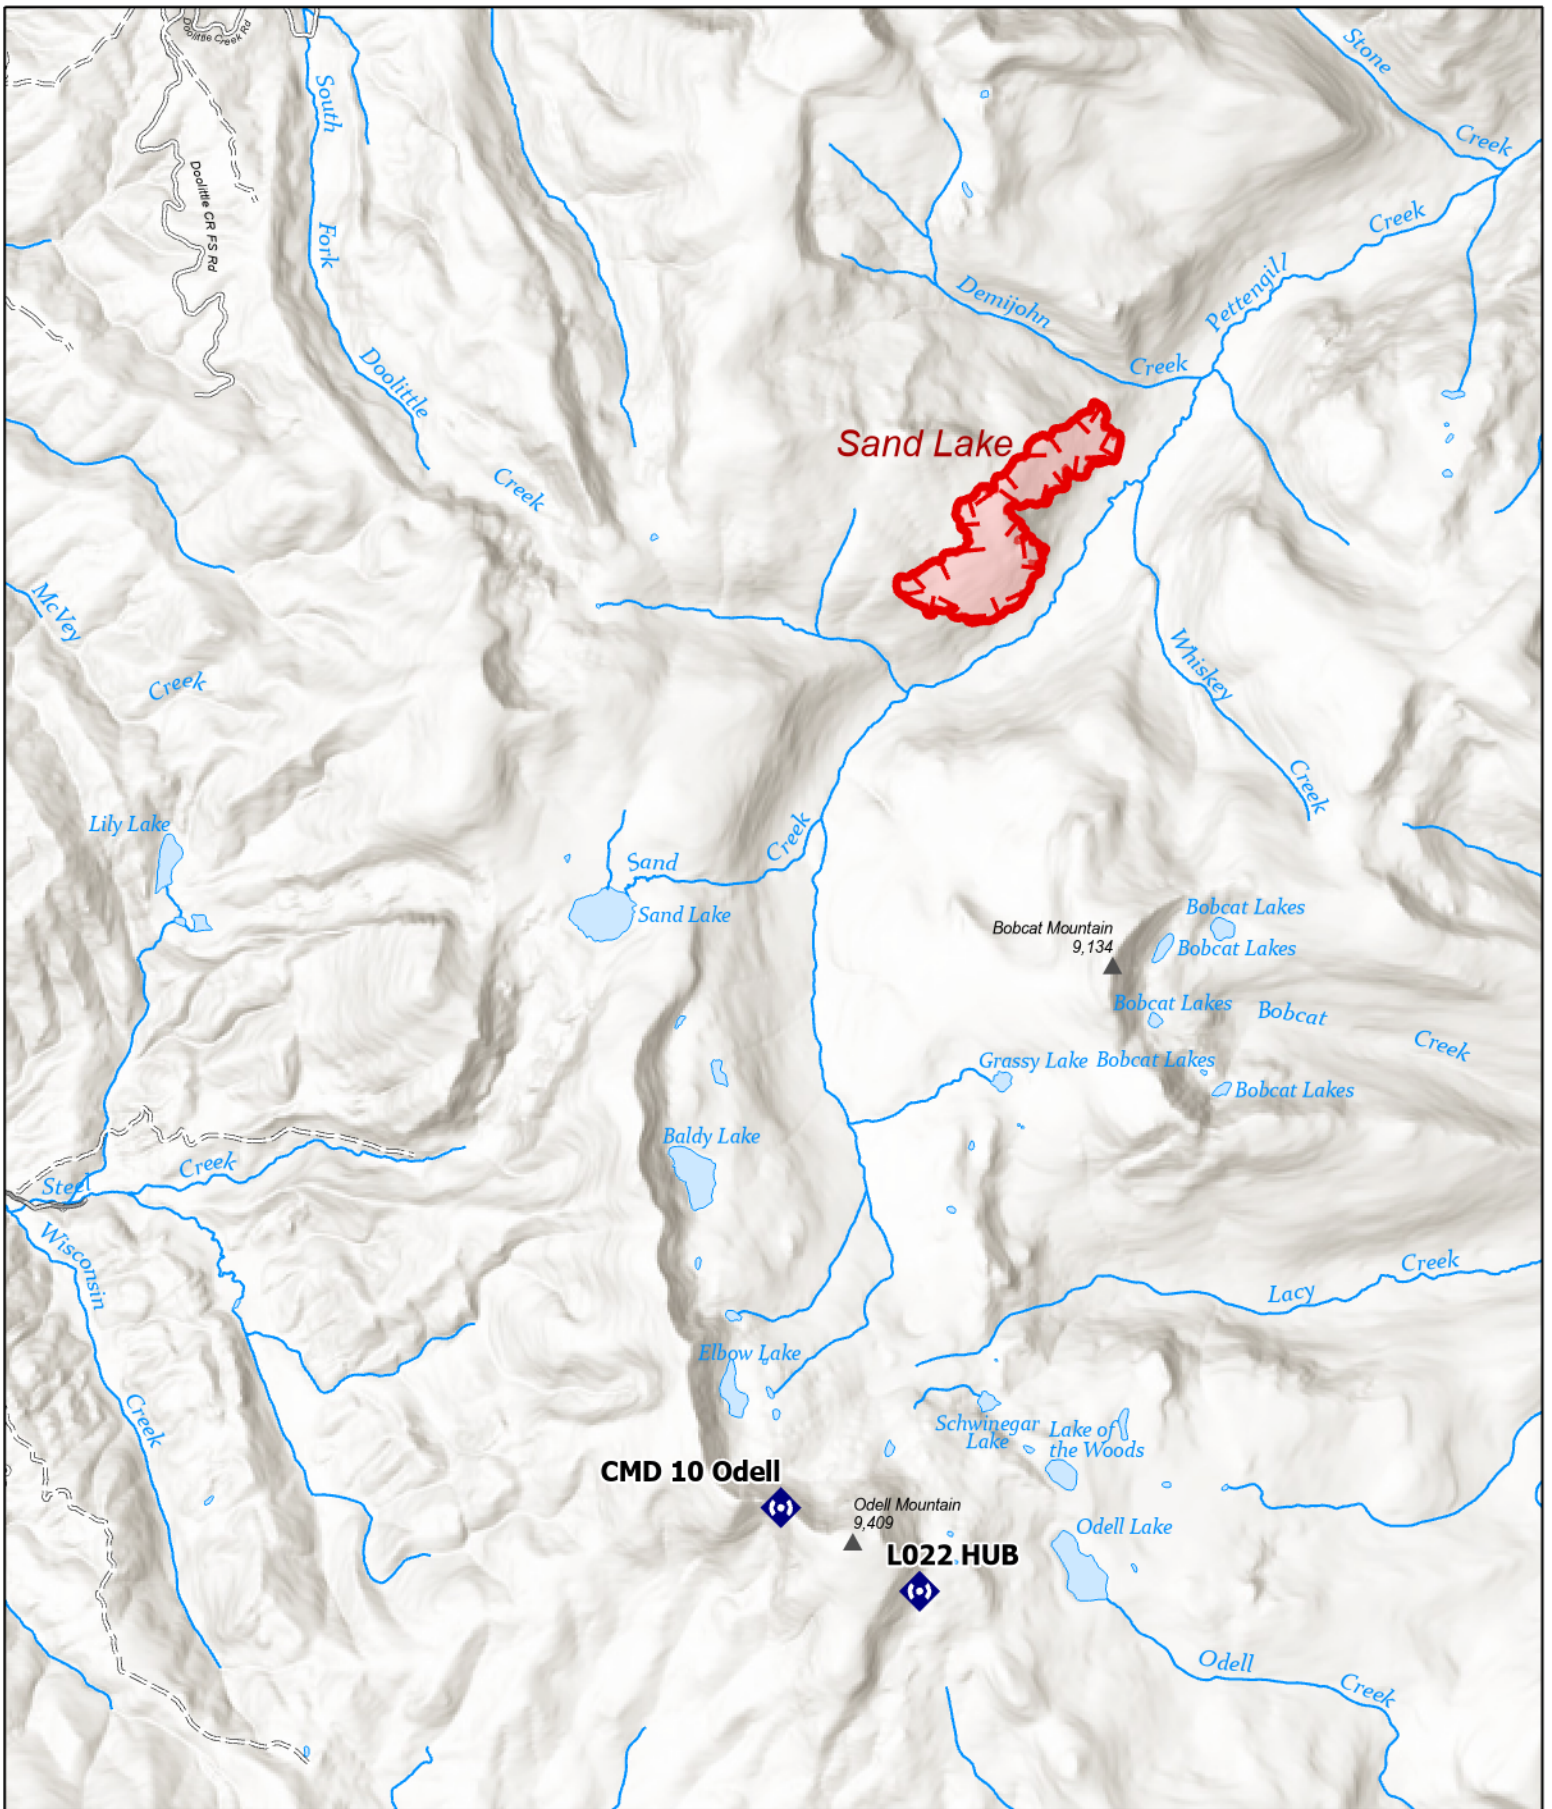 Doolittle Creek Rd
Stone
Creek
South
Fork
Doolittle CR FS Rd
Creek
Pettengill
Demijohn
Creek
Doolittle
Creek
Sand Lake
McVey
Creek
Whiskey
Creek
Lily Lake
Sand
Creek
Sand Lake
Bobcat Mountain
9,134
Bobcat Lakes
Bobcat Lakes
Bobcat Lakes
Bobcat
Creek
Grassy Lake
Bobcat Lakes
Bobcat Lakes
Baldy Lake
Creek
Steel
Wisconsin
Creek
Lacy
Creek
Elbow Lake
Schwinegar
Lake
Lake of
the Woods
CMD 10 Odell
Odell Mountain
9,409
Odell Lake
L022 HUB
Odell
Creek